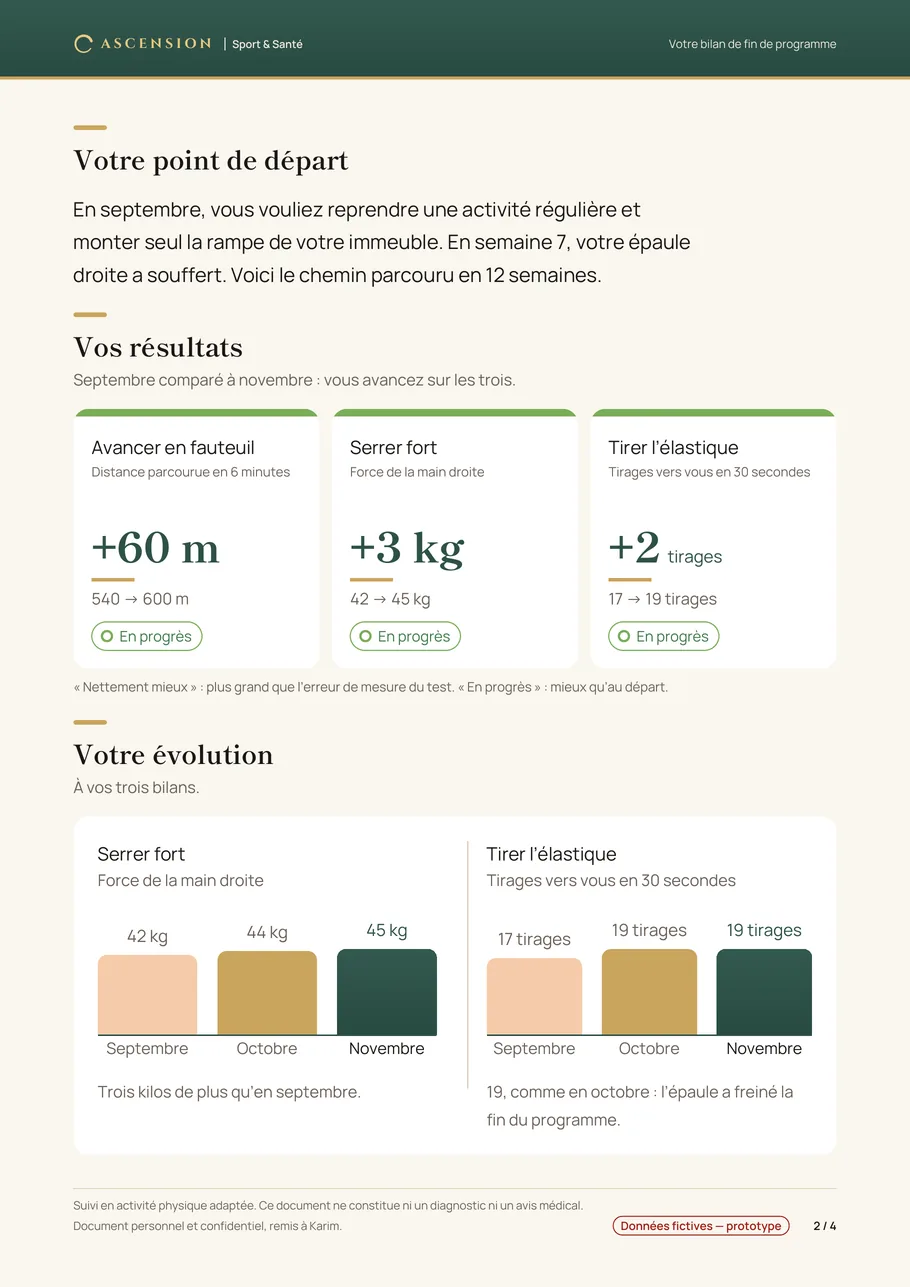 ASCENSION | Sport & Santé
Votre bilan de fin de programme
Votre point de départ
En septembre, vous vouliez reprendre une activité régulière et
monter seul la rampe de votre immeuble. En semaine 7, votre épaule
droite a souffert. Voici le chemin parcouru en 12 semaines.
Vos résultats
Septembre comparé à novembre : vous avancez sur les trois.
Avancer en fauteuil
Distance parcourue en 6 minutes
+60 m
540 → 600 m
En progrès
Serrer fort
Force de la main droite
+3 kg
42 → 45 kg
En progrès
Tirer l’élastique
Tirages vers vous en 30 secondes
+2 tirages
17 → 19 tirages
En progrès
« Nettement mieux » : plus grand que l’erreur de mesure du test. « En progrès » : mieux qu’au départ.
Votre évolution
À vos trois bilans.
Serrer fort
Force de la main droite
42 kg
44 kg
45 kg
Septembre
Octobre
Novembre
Trois kilos de plus qu’en septembre.
Tirer l’élastique
Tirages vers vous en 30 secondes
17 tirages
19 tirages
19 tirages
Septembre
Octobre
Novembre
19, comme en octobre : l’épaule a freiné la
fin du programme.
Suivi en activité physique adaptée. Ce document ne constitue ni un diagnostic ni un avis médical.
Document personnel et confidentiel, remis à Karim.
Données fictives — prototype
2 / 4